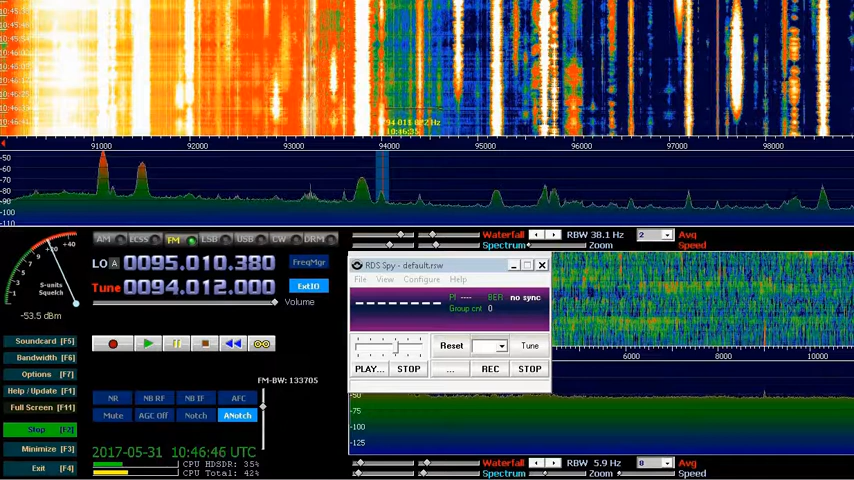 94 011 872 Hz
10:46:35
91000 92000 93000 94000 95000 96000 97000 98000
-50
-60
-70
-80
-90
-100
-110
AM ECSS FM LSB USB CW DRM
Waterfall RBW 38.1 Hz 2 Avg
Spectrum Zoom Speed
+20 +40
S-units
Squelch
-53.5 dBm
LO A 0095.010.380 FreqMgr
Tune 0094.012.000 ExtIO
Volume
RDS Spy - default.rsw
File View Configure Help
PI ---- BER no sync
Group cnt 0
Reset Tune
PLAY... STOP ... REC STOP
6000 7000 8000 9000 10000
-50
-75
-100
-125
Soundcard [F5]
Bandwidth [F6]
Options [F7]
Help / Update [F1]
Full Screen [F11]
Stop [F2]
Minimize [F3]
Exit [F4]
FM-BW: 133705
NR NB RF NB IF AFC
Mute AGC Off Notch ANotch
2017-05-31 10:46:46 UTC
CPU HDSDR: 35%
CPU Total: 42%
Waterfall RBW 5.9 Hz Avg
Spectrum Zoom Speed